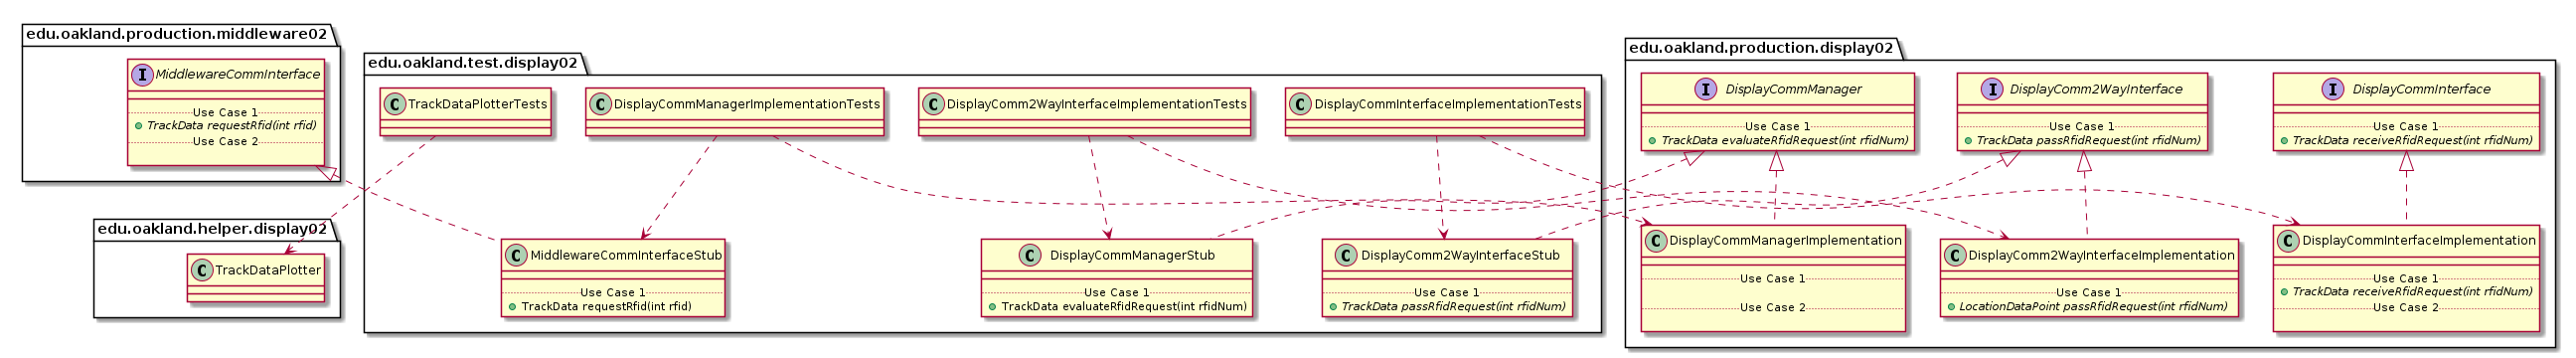 edu.oakland.production.middleware02
I MiddlewareCommInterface
Use Case 1
TrackData requestRfid(int rfid)
Use Case 2
edu.oakland.helper.display02
C TrackDataPlotter
edu.oakland.test.display02
C TrackDataPlotterTests
C DisplayCommManagerImplementationTests
C DisplayComm2WayInterfaceImplementationTests
C DisplayCommInterfaceImplementationTests
C MiddlewareCommInterfaceStub
Use Case 1
TrackData requestRfid(int rfid)
C DisplayCommManagerStub
Use Case 1
TrackData evaluateRfidRequest(int rfidNum)
C DisplayComm2WayInterfaceStub
Use Case 1
TrackData passRfidRequest(int rfidNum)
edu.oakland.production.display02
I DisplayCommManager
Use Case 1
TrackData evaluateRfidRequest(int rfidNum)
I DisplayComm2WayInterface
Use Case 1
TrackData passRfidRequest(int rfidNum)
I DisplayCommInterface
Use Case 1
TrackData receiveRfidRequest(int rfidNum)
C DisplayCommManagerImplementation
Use Case 1
Use Case 2
C DisplayComm2WayInterfaceImplementation
Use Case 1
LocationDataPoint passRfidRequest(int rfidNum)
C DisplayCommInterfaceImplementation
Use Case 1
TrackData receiveRfidRequest(int rfidNum)
Use Case 2